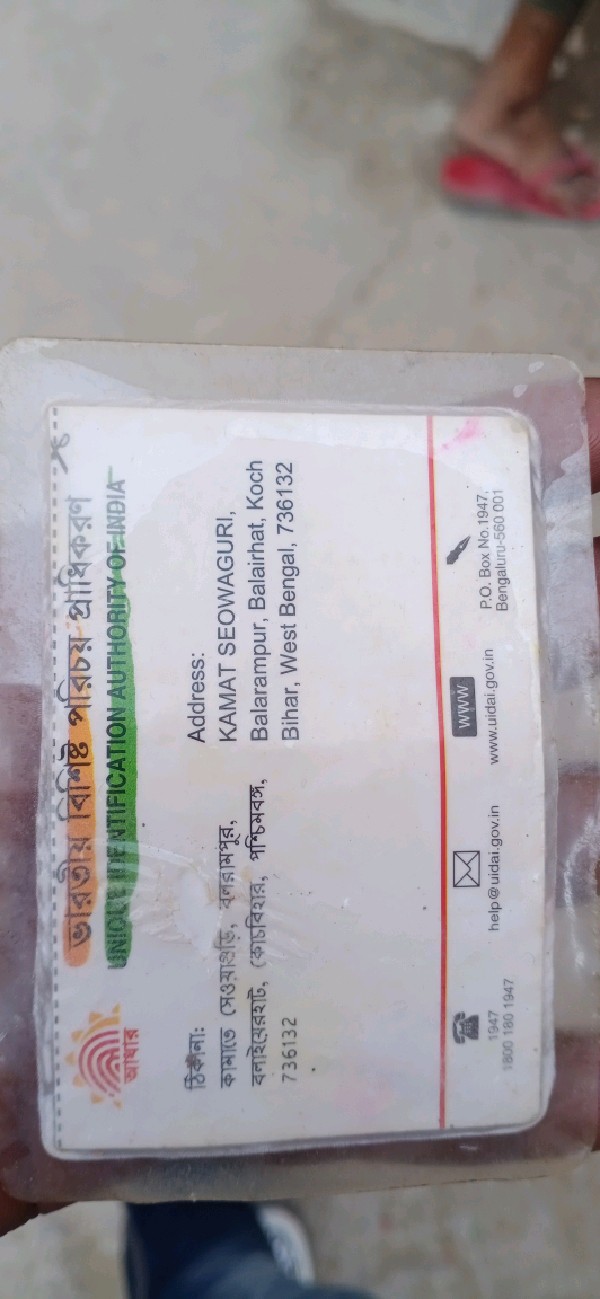 ভারতীয় বিশিষ্ট পরিচয় প্রাধিকরণ
UNIQUE IDENTIFICATION AUTHORITY OF INDIA
আধার
ঠিকানা:
কামাত সেওয়াগুড়ি, বলরামপুর,
বলাইয়েরহাট, কোচবিহার, পশ্চিমবঙ্গ,
736132
Address:
KAMAT SEOWAGURI,
Balarampur, Balairhat, Koch
Bihar, West Bengal, 736132
1947
1800 180 1947
help@uidai.gov.in
www
www.uidai.gov.in
P.O. Box No.1947,
Bengaluru-560 001